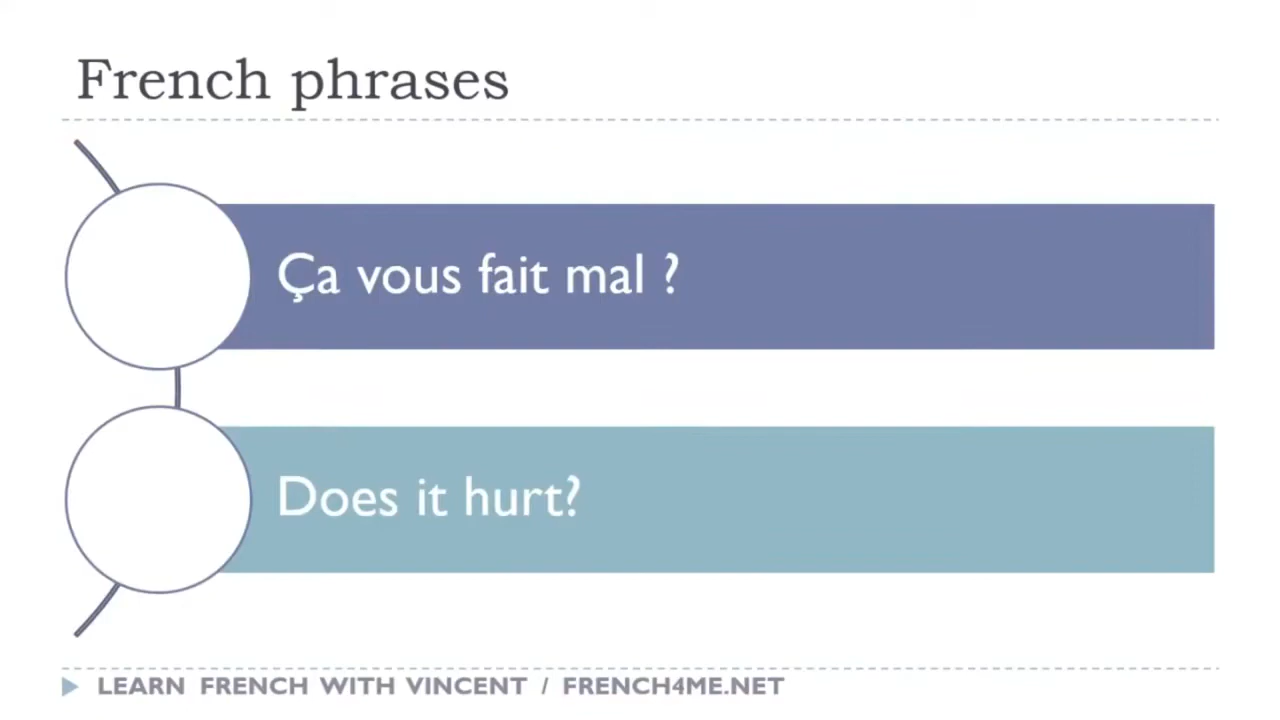 French phrases
Ça vous fait mal ?
Does it hurt?
LEARN FRENCH WITH VINCENT / FRENCH4ME.NET